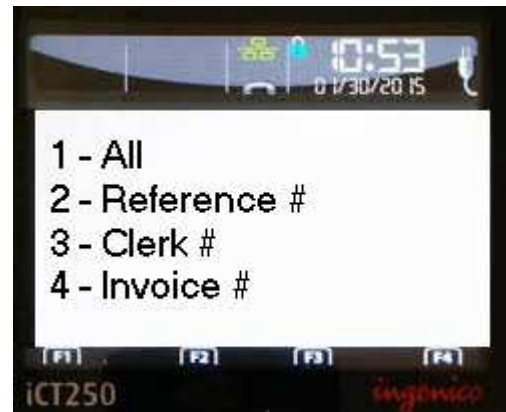 10:53
01/30/2015
1 - All
2 - Reference #
3 - Clerk #
4 - Invoice #
F1 F2 F3 F4
iCT250 ingenico